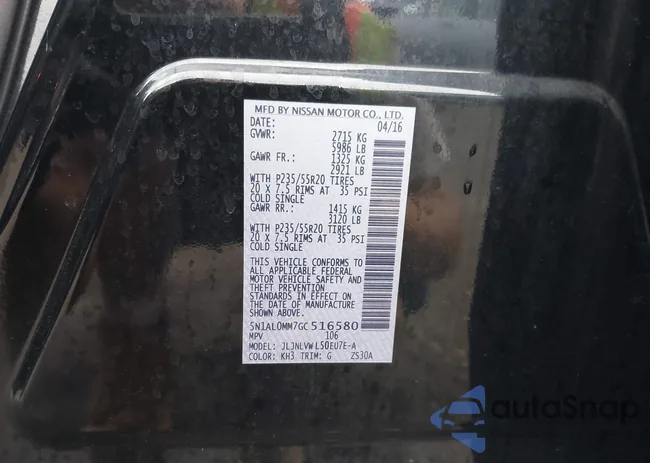 MFD BY NISSAN MOTOR CO., LTD.
DATE: 04/16
GVWR: 2715 KG
5986 LB
GAWR FR.: 1325 KG
2921 LB
WITH P235/55R20 TIRES
20 X 7.5 RIMS AT 35 PSI
COLD SINGLE
GAWR RR.: 1415 KG
3120 LB
WITH P235/55R20 TIRES
20 X 7.5 RIMS AT 35 PSI
COLD SINGLE
THIS VEHICLE CONFORMS TO
ALL APPLICABLE FEDERAL
MOTOR VEHICLE SAFETY AND
THEFT PREVENTION
STANDARDS IN EFFECT ON
THE DATE OF MANUFACTURE
SHOWN ABOVE.
5N1AL0MM7GC516580
MPV 106
MODEL: JLJNLVWL50EU7E-A
COLOR: KH3 TRIM: G ZS30A
autoSnap